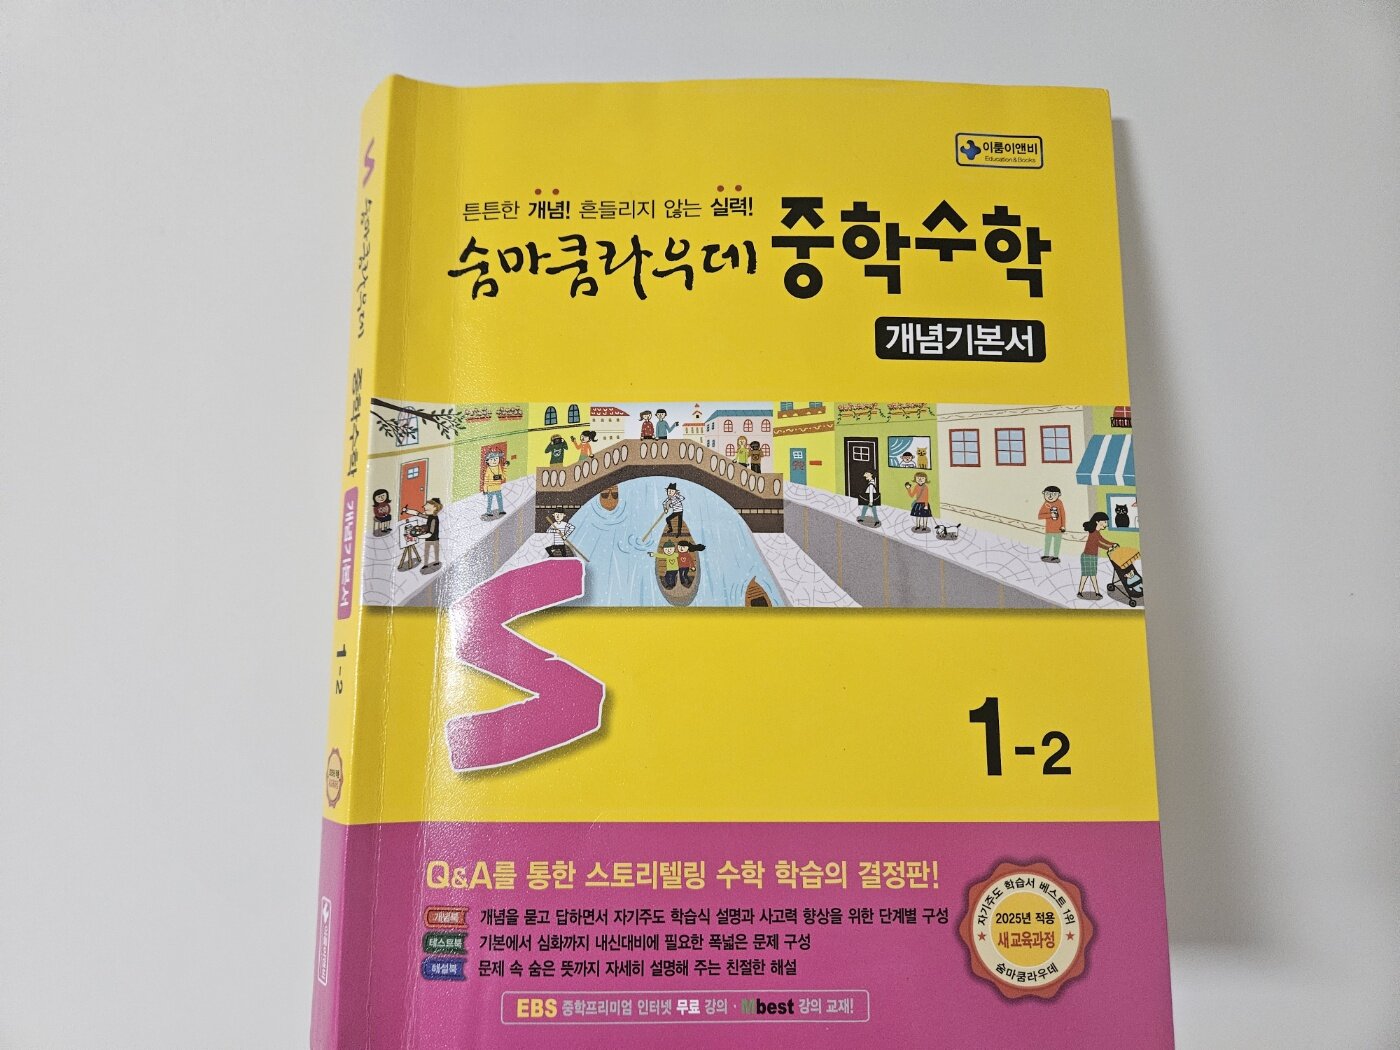 이룸이앤비
Education & Books
튼튼한 개념! 흔들리지 않는 실력!
숨마쿰라우데 중학수학
개념기본서
1-2
Q&A를 통한 스토리텔링 수학 학습의 결정판!
개념북 개념을 묻고 답하면서 자기주도 학습식 설명과 사고력 향상을 위한 단계별 구성
테스트북 기본에서 심화까지 내신대비에 필요한 폭넓은 문제 구성
해설북 문제 속 숨은 뜻까지 자세히 설명해 주는 친절한 해설
EBS 중학프리미엄 인터넷 무료 강의 · Mbest 강의 교재!
자기주도 학습서 베스트 1위
2025년 적용
새교육과정
숨마쿰라우데
숨마쿰라우데 중학수학 개념기본서 1-2
이룸이앤비